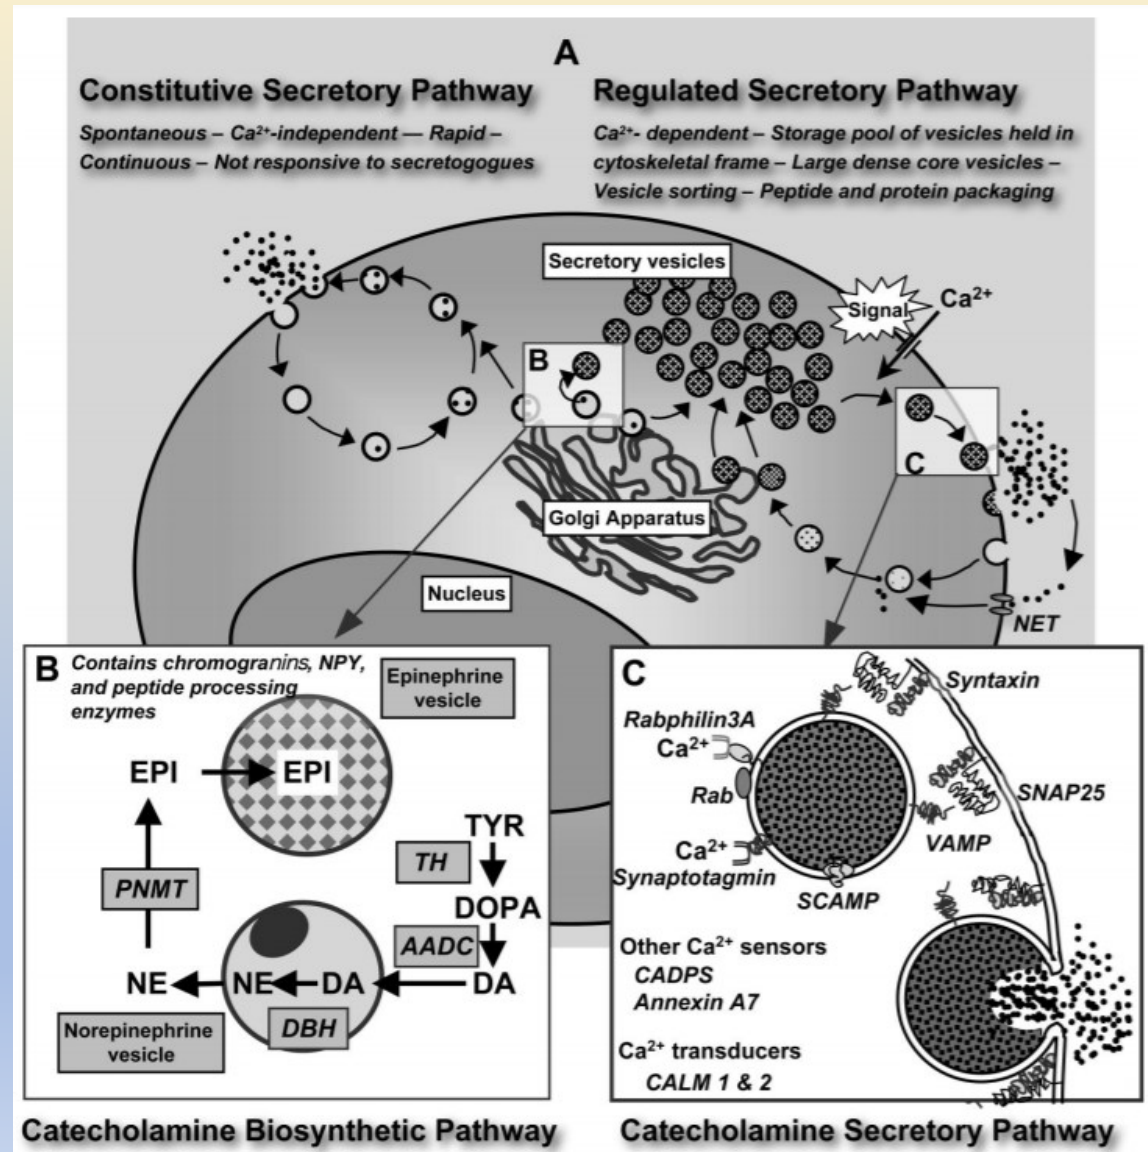 A
Constitutive Secretory Pathway
Spontaneous – Ca²⁺-independent — Rapid –
Continuous – Not responsive to secretogogues
Regulated Secretory Pathway
Ca²⁺- dependent – Storage pool of vesicles held in
cytoskeletal frame – Large dense core vesicles –
Vesicle sorting – Peptide and protein packaging
Secretory vesicles
Signal
Ca²⁺
B
C
Golgi Apparatus
Nucleus
NET
B
Contains chromogranins, NPY,
and peptide processing
enzymes
Epinephrine
vesicle
EPI
EPI
TYR
TH
PNMT
DOPA
AADC
NE
NE
DA
DA
DBH
Norepinephrine
vesicle
Catecholamine Biosynthetic Pathway
C
Syntaxin
Rabphilin3A
Ca²⁺
Rab
SNAP25
VAMP
Ca²⁺
Synaptotagmin
SCAMP
Other Ca²⁺ sensors
CADPS
Annexin A7
Ca²⁺ transducers
CALM 1 & 2
Catecholamine Secretory Pathway